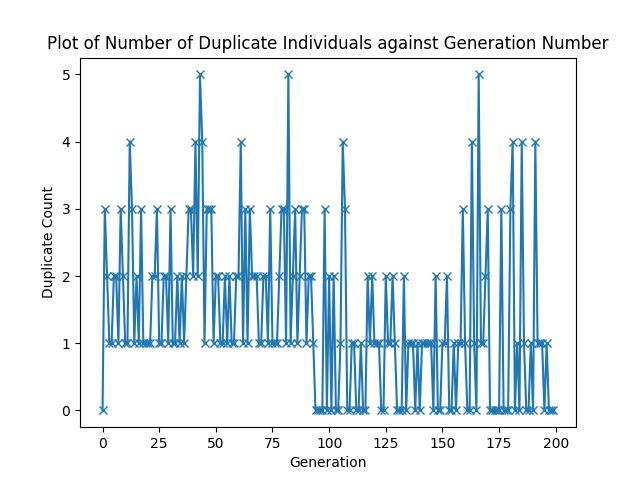 Plot of Number of Duplicate Individuals against Generation Number
5
4
3
2
1
0
Duplicate Count
0 25 50 75 100 125 150 175 200
Generation